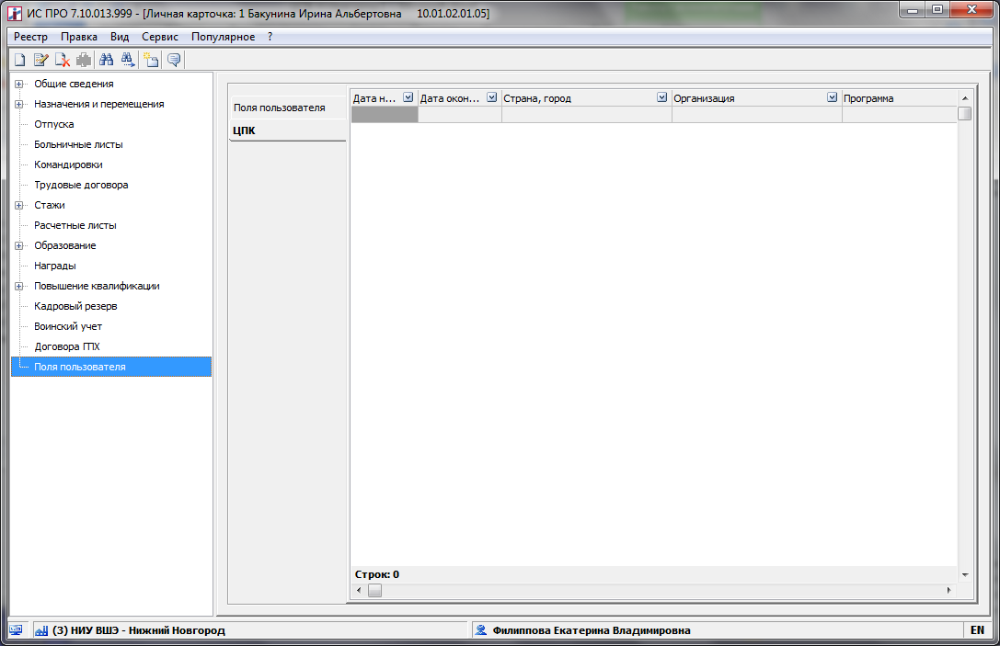 ИС ПРО 7.10.013.999 - [Личная карточка: 1 Бакунина Ирина Альбертовна 10.01.02.01.05]
Реестр Правка Вид Сервис Популярное ?
Общие сведения
Назначения и перемещения
Отпуска
Больничные листы
Командировки
Трудовые договора
Стажи
Расчетные листы
Образование
Награды
Повышение квалификации
Кадровый резерв
Воинский учет
Договора ГПХ
Поля пользователя
Поля пользователя
ЦПК
Дата н... Дата окон... Страна, город Организация Программа
Строк: 0
(3) НИУ ВШЭ - Нижний Новгород Филиппова Екатерина Владимировна EN